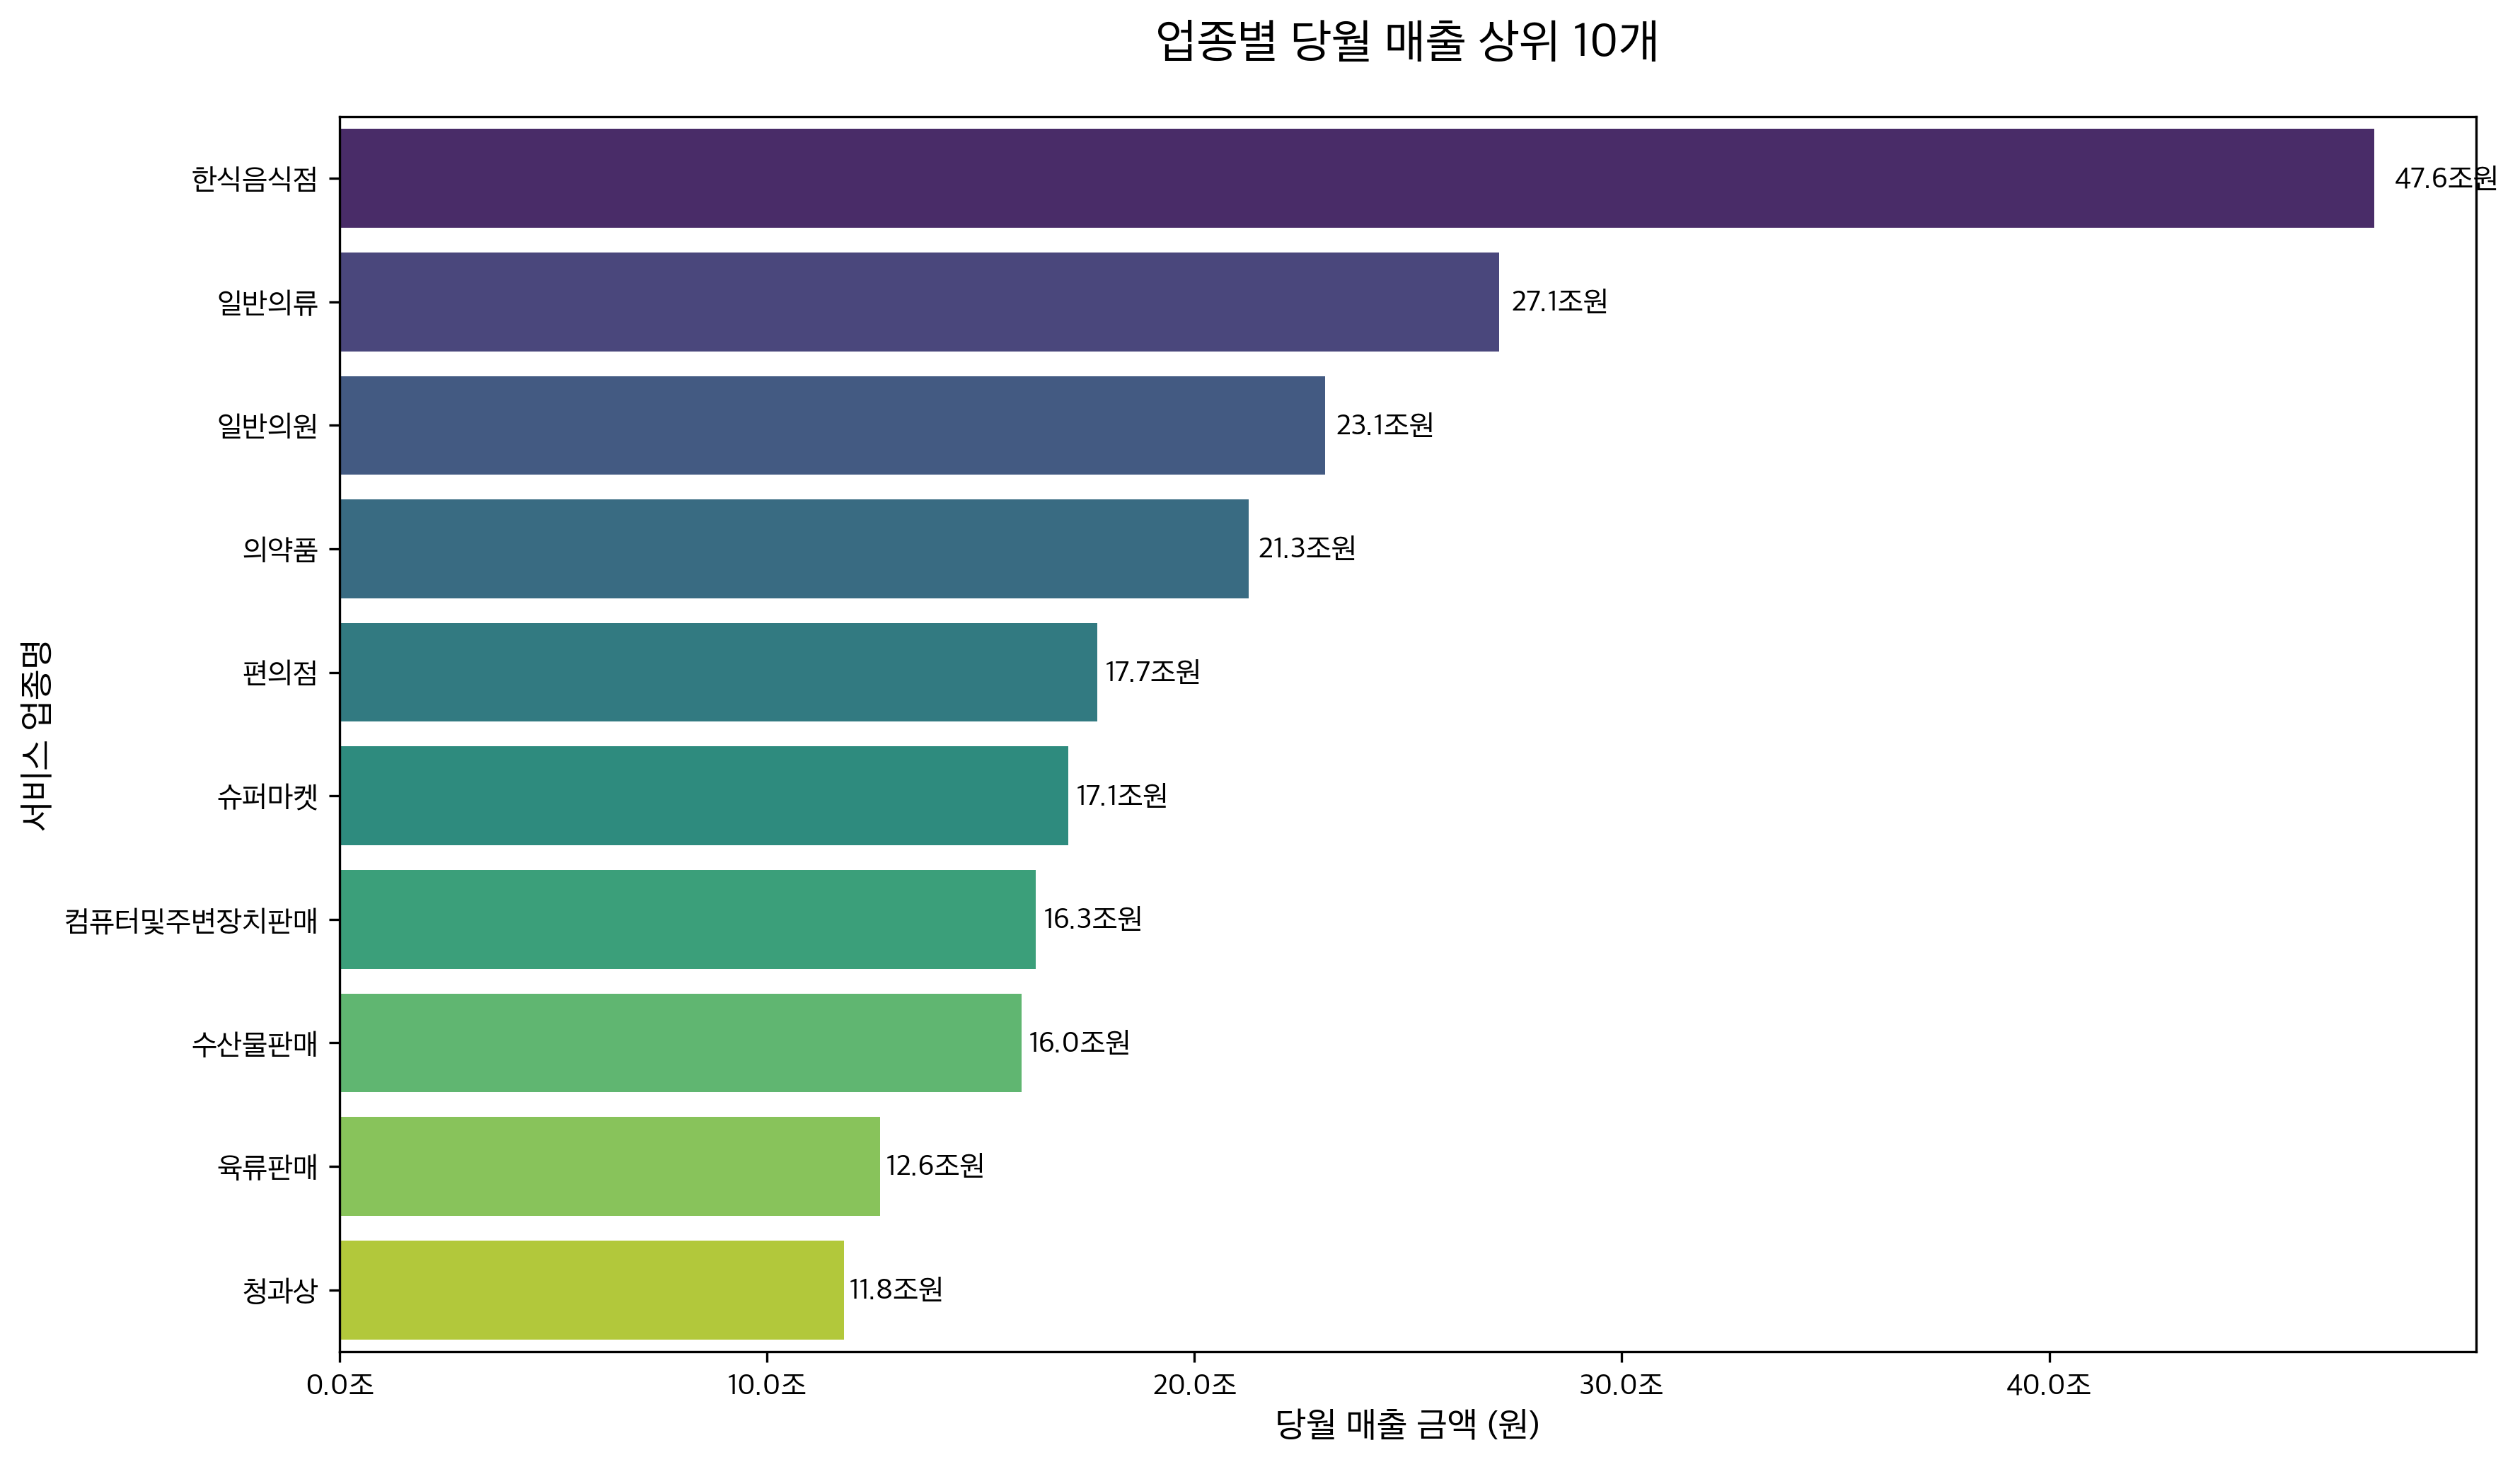 업종별 당월 매출 상위 10개
한식음식점 47.6조원
일반의류 27.1조원
일반의원 23.1조원
의약품 21.3조원
편의점 17.7조원
슈퍼마켓 17.1조원
컴퓨터및주변장치판매 16.3조원
수산물판매 16.0조원
육류판매 12.6조원
청과상 11.8조원
서비스 업종명
0.0조 10.0조 20.0조 30.0조 40.0조
당월 매출 금액 (원)